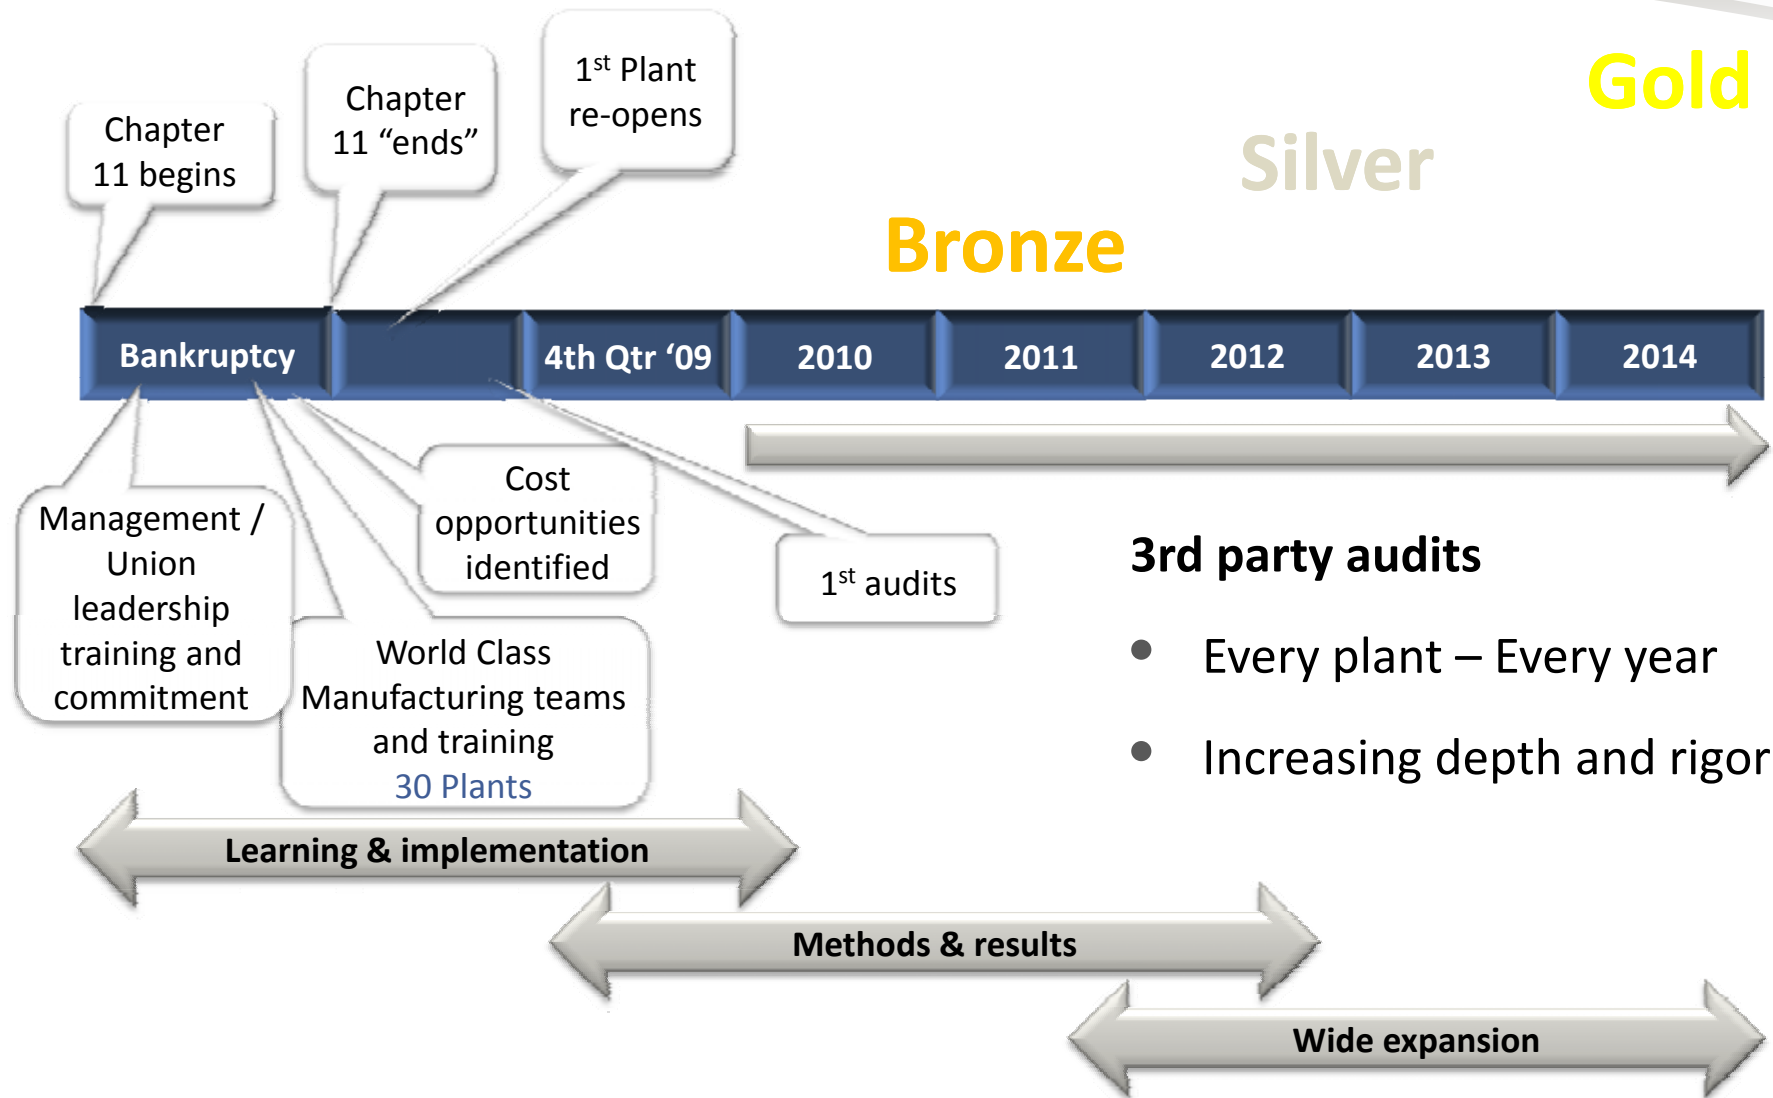 Chapter
11 begins
Chapter
11 “ends”
1st Plant
re-opens
Gold
Silver
Bronze
Bankruptcy
4th Qtr ‘09
2010
2011
2012
2013
2014
Management /
Union
leadership
training and
commitment
World Class
Manufacturing teams
and training
30 Plants
Cost
opportunities
identified
1st audits
3rd party audits
• Every plant – Every year
• Increasing depth and rigor
Learning & implementation
Methods & results
Wide expansion